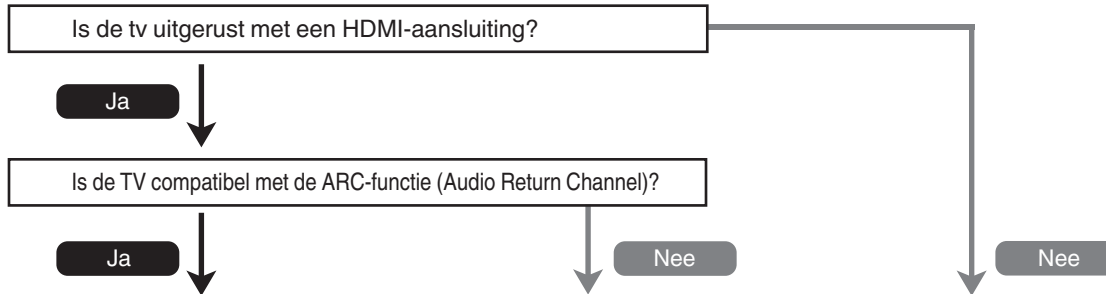 Is de tv uitgerust met een HDMI-aansluiting?
Ja
Is de TV compatibel met de ARC-functie (Audio Return Channel)?
Ja
Nee
Nee